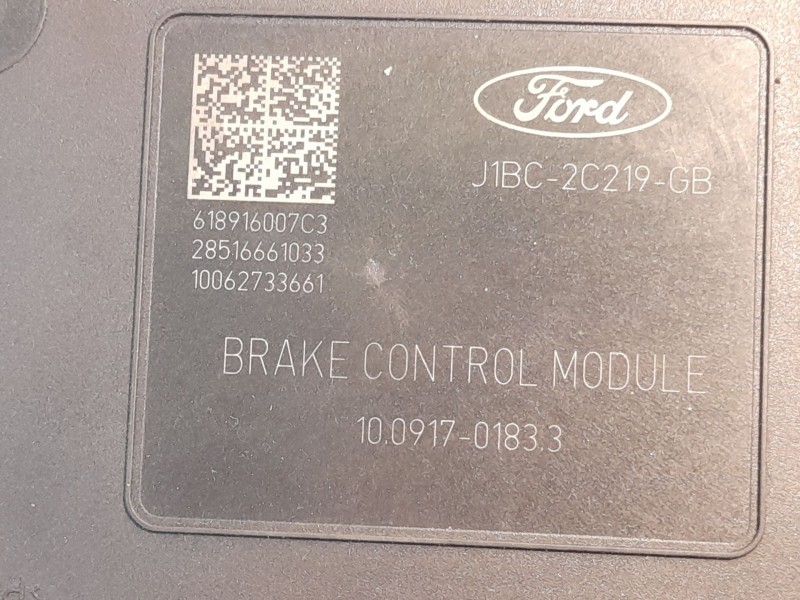 Ford
J1BC-2C219-GB
618916007C3
28516661033
10062733661
BRAKE CONTROL MODULE
10.0917-0183.3